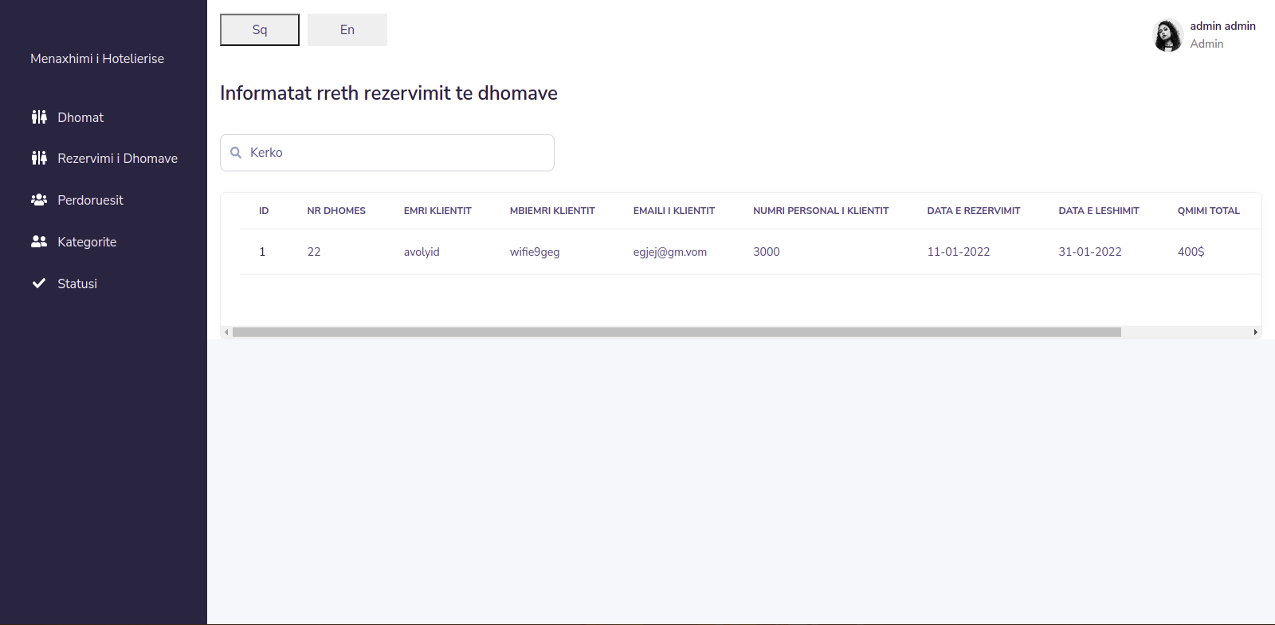 Menaxhimi i Hotelierise
Dhomat
Rezervimi i Dhomave
Perdoruesit
Kategorite
Statusi
Sq En
admin admin
Admin
Informatat rreth rezervimit te dhomave
Kerko
ID NR DHOMES EMRI KLIENTIT MBIEMRI KLIENTIT EMAILI I KLIENTIT NUMRI PERSONAL I KLIENTIT DATA E REZERVIMIT DATA E LESHIMIT QMIMI TOTAL
1 22 avolyid wifie9geg egjej@gm.vom 3000 11-01-2022 31-01-2022 400$